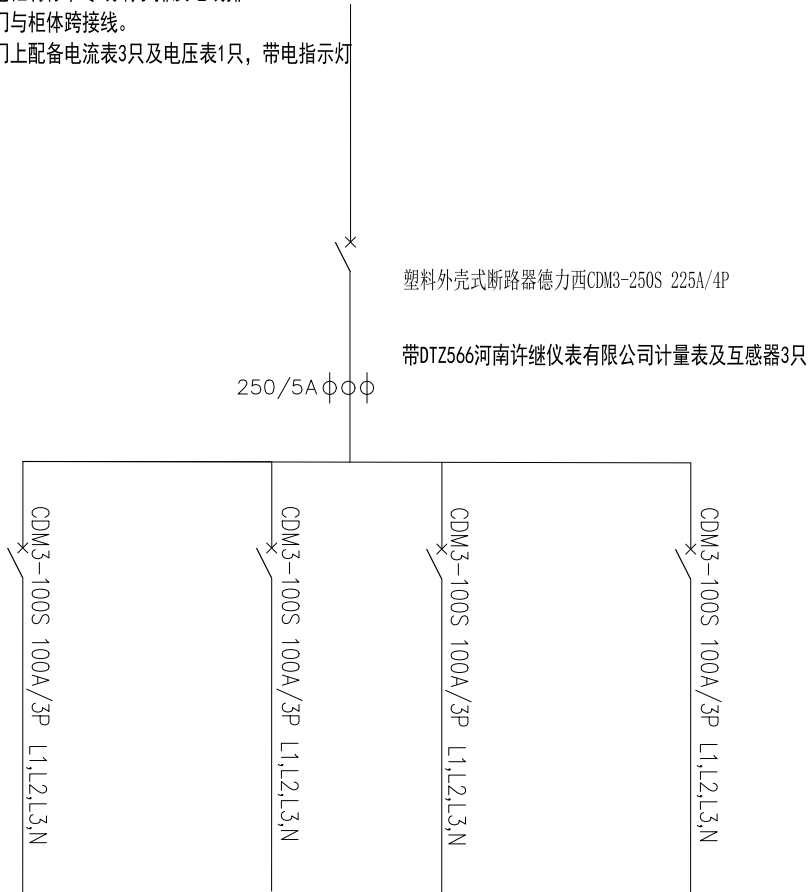 门与柜体跨接线。
门上配备电流表3只及电压表1只，带电指示灯
塑料外壳式断路器德力西CDM3-250S 225A/4P
带DTZ566河南许继仪表有限公司计量表及互感器3只
250/5A
CDM3-100S 100A/3P L1,L2,L3,N
CDM3-100S 100A/3P L1,L2,L3,N
CDM3-100S 100A/3P L1,L2,L3,N
CDM3-100S 100A/3P L1,L2,L3,N